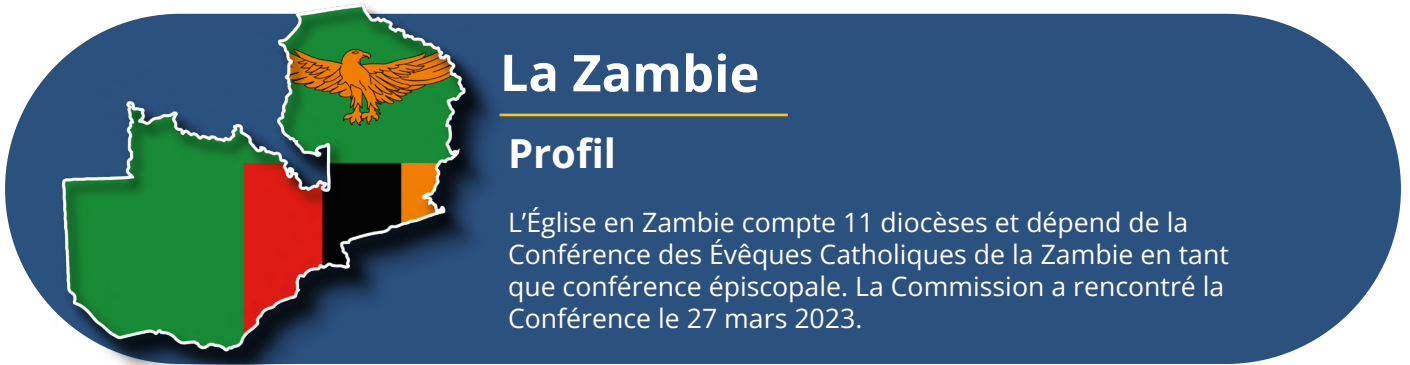 La Zambie
Profil
L’Église en Zambie compte 11 diocèses et dépend de la
Conférence des Évêques Catholiques de la Zambie en tant
que conférence épiscopale. La Commission a rencontré la
Conférence le 27 mars 2023.